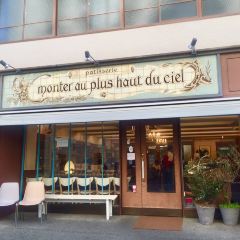 patisserie
monter au plus haut du ciel